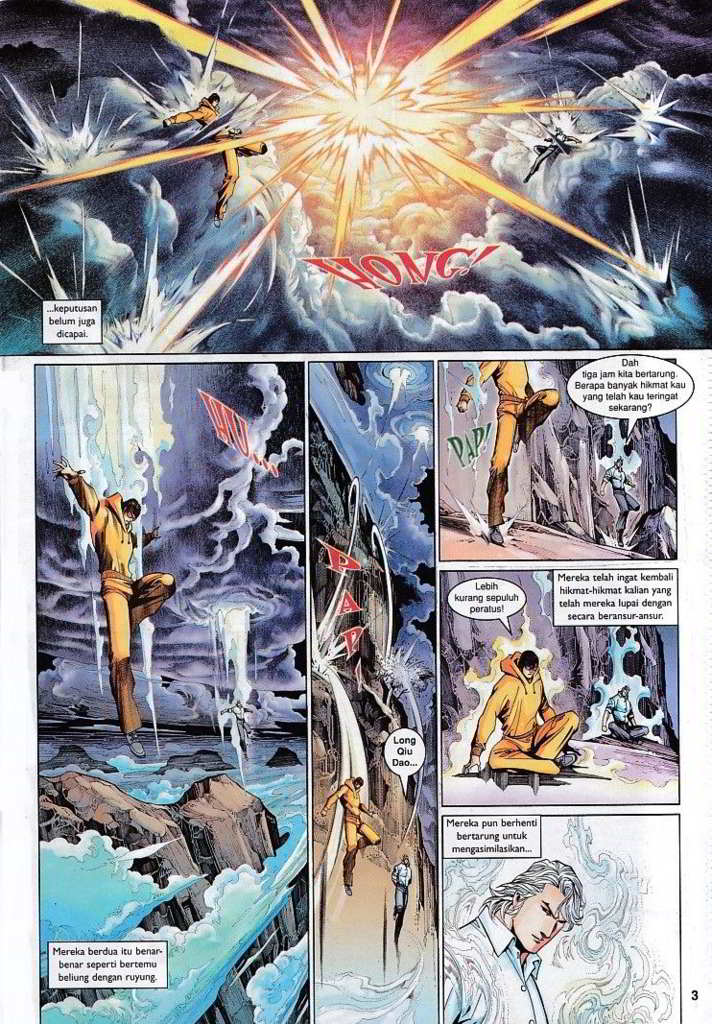 HONG!
...keputusan
belum juga
dicapai.
WU...
Mereka berdua itu benar-
benar seperti bertemu
beliung dengan ruyung.
PAP!
Long
Qiu
Dao...
Dah
tiga jam kita bertarung.
Berapa banyak hikmat kau
yang telah kau teringat
sekarang?
PAP!
Mereka telah ingat kembali
hikmat-hikmat kalian yang
telah mereka lupai dengan
secara beransur-ansur.
Lebih
kurang sepuluh
peratus!
Mereka pun berhenti
bertarung untuk
mengasimilasikan...
3